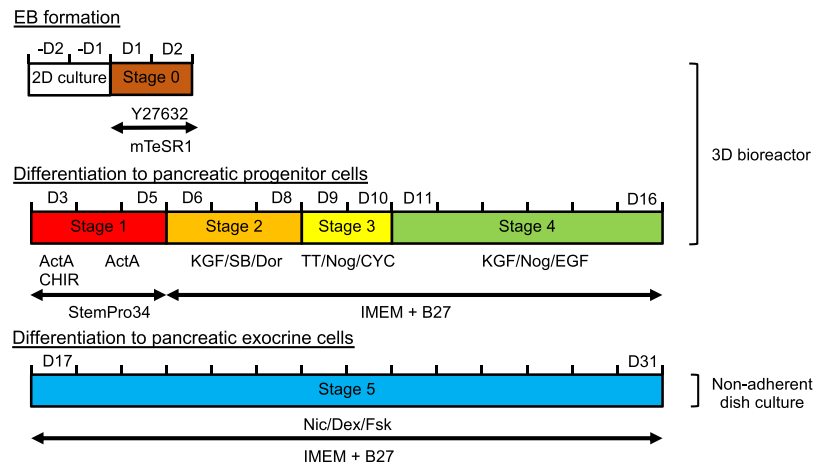 EB formation
-D2 -D1 D1 D2
2D culture Stage 0
Y27632
mTeSR1
3D bioreactor
Differentiation to pancreatic progenitor cells
D3 D5 D6 D8 D9 D10 D11 D16
Stage 1 Stage 2 Stage 3 Stage 4
ActA ActA KGF/SB/Dor TT/Nog/CYC KGF/Nog/EGF
CHIR
StemPro34 IMEM + B27
Differentiation to pancreatic exocrine cells
D17 D31
Stage 5
Non-adherent
dish culture
Nic/Dex/Fsk
IMEM + B27